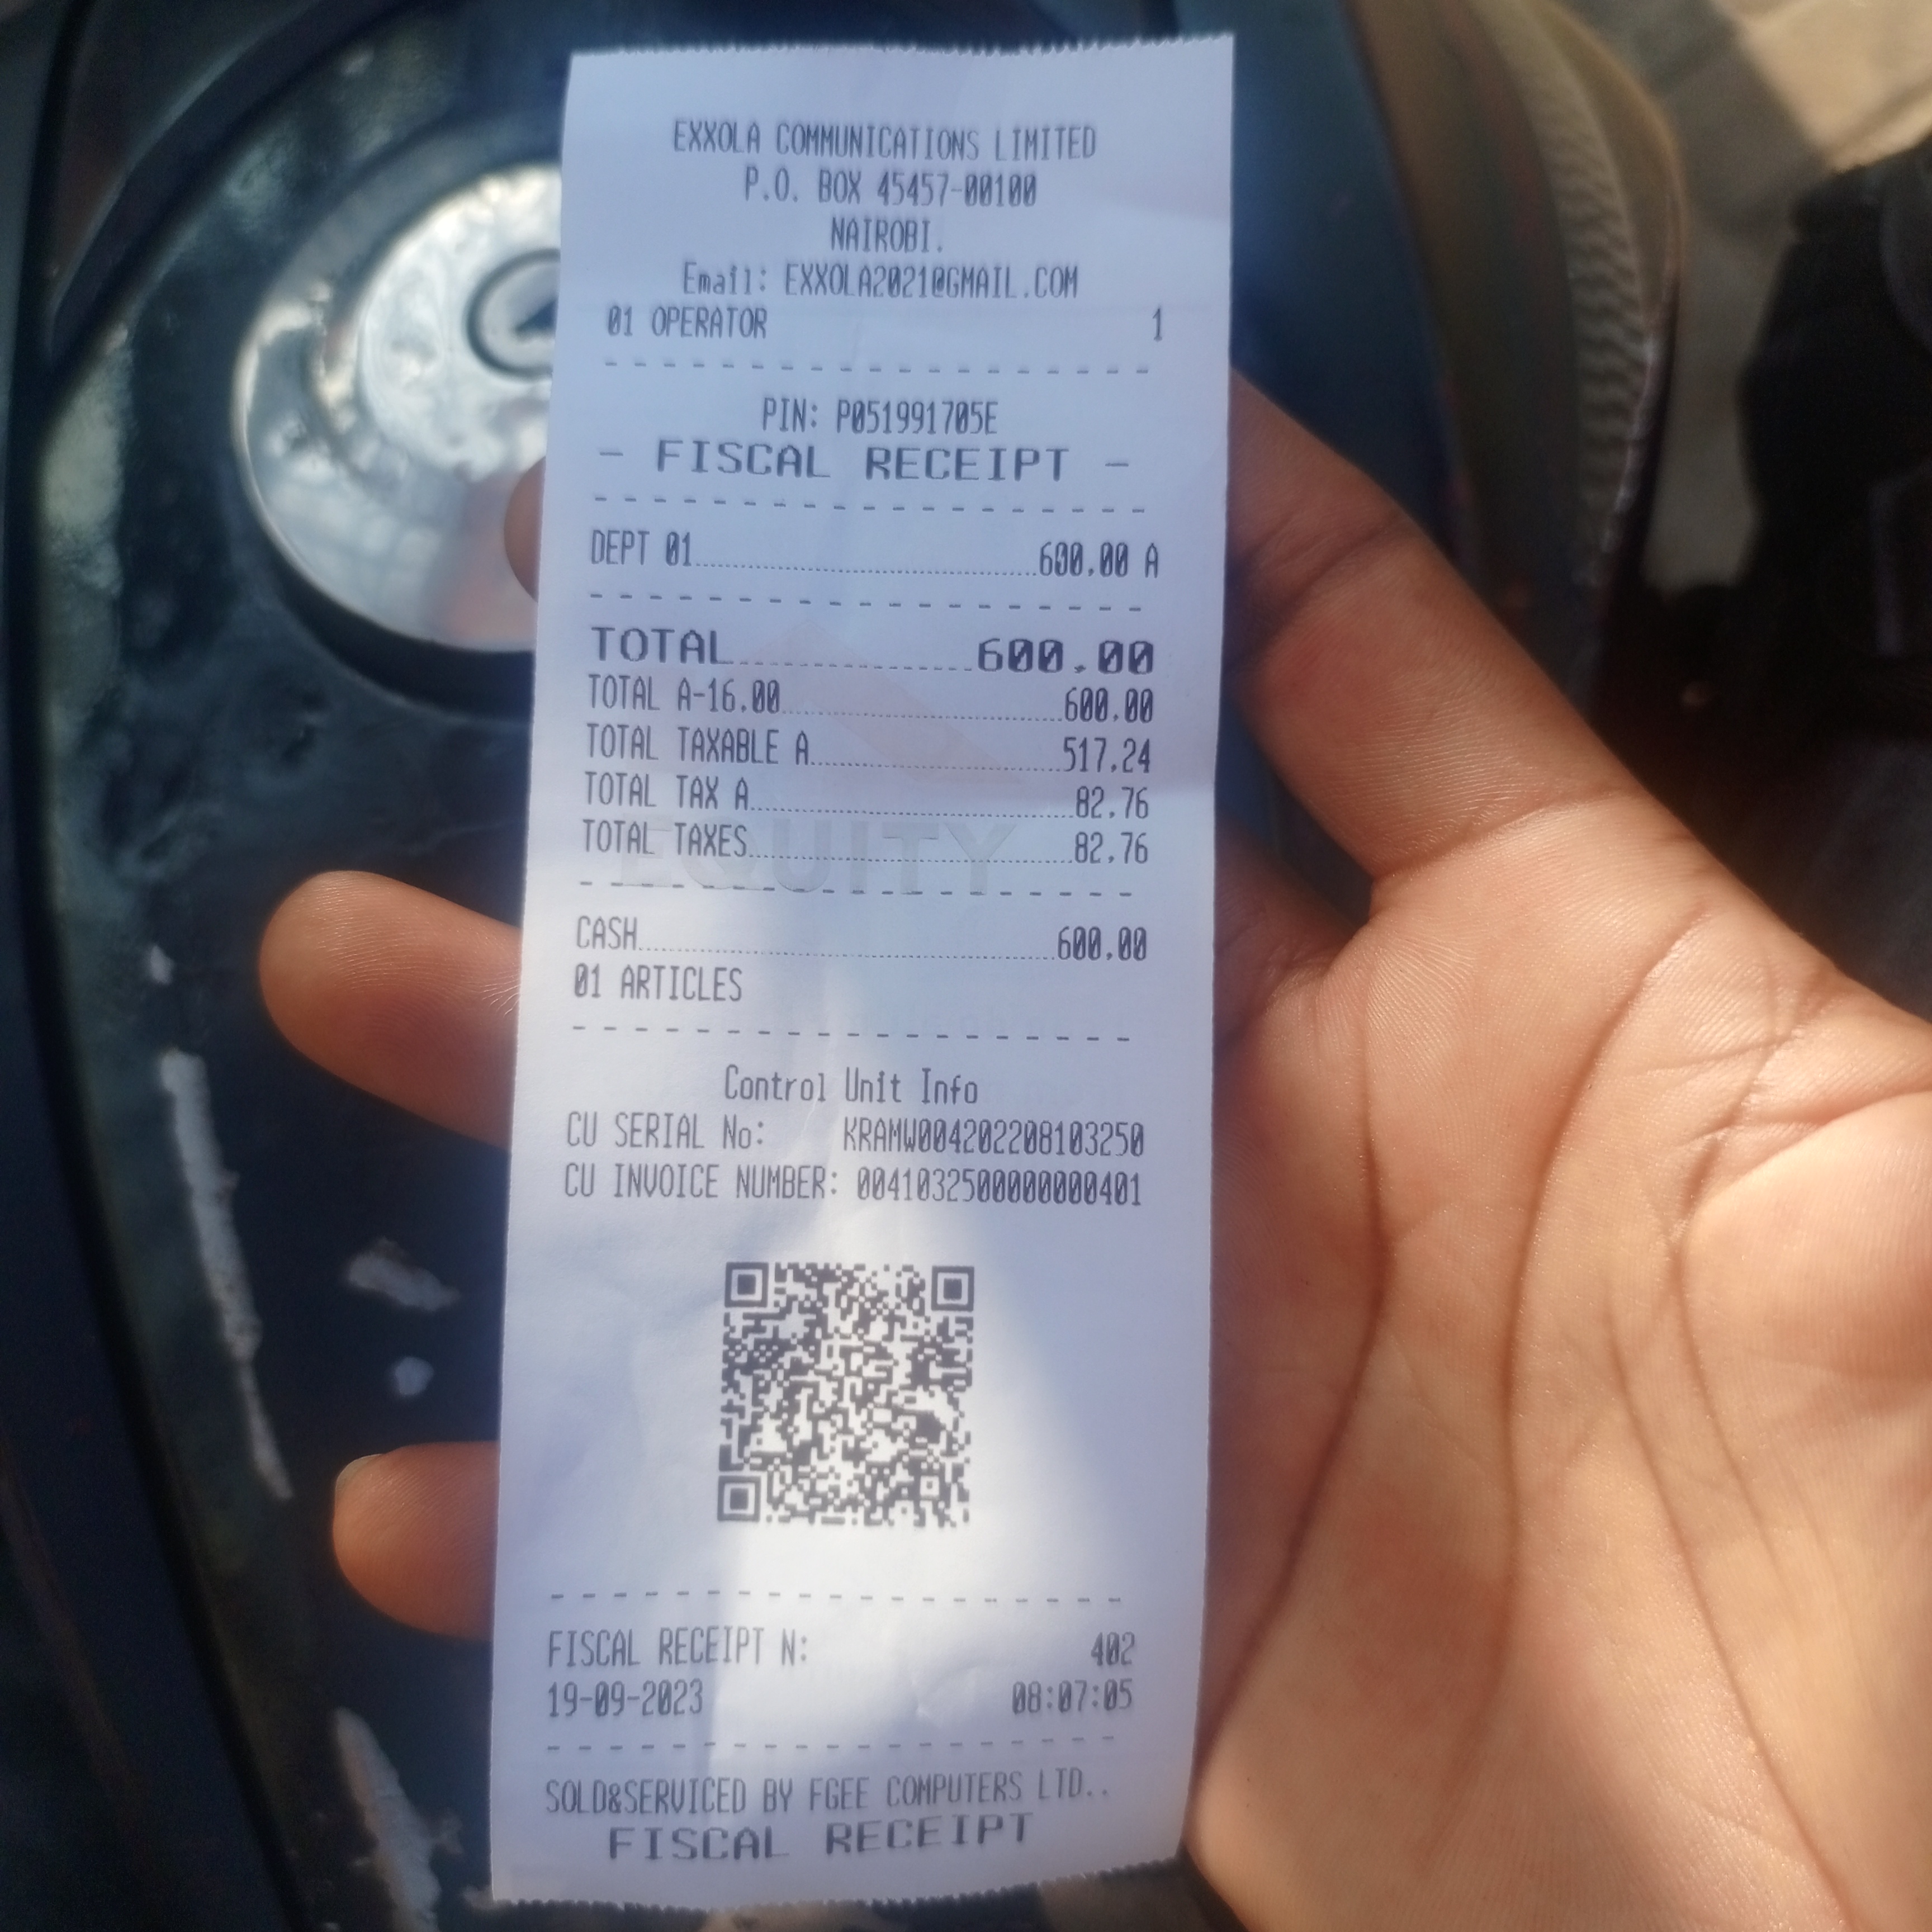 EXXOLA COMMUNICATIONS LIMITED
P.O. BOX 45457-00100
NAIROBI.
Email: EXXOLA2021@GMAIL.COM
01 OPERATOR 1
PIN: P051991705E
- FISCAL RECEIPT -
DEPT 01 600.00 A
TOTAL 600.00
TOTAL A-16.00 600.00
TOTAL TAXABLE A 517.24
TOTAL TAX A 82.76
TOTAL TAXES 82.76
EQUITY
CASH 600.00
01 ARTICLES
Control Unit Info
CU SERIAL No: KRAMW004202208103250
CU INVOICE NUMBER: 0041032500000000401
FISCAL RECEIPT N: 402
19-09-2023 08:07:05
SOLD&SERVICED BY FGEE COMPUTERS LTD..
FISCAL RECEIPT